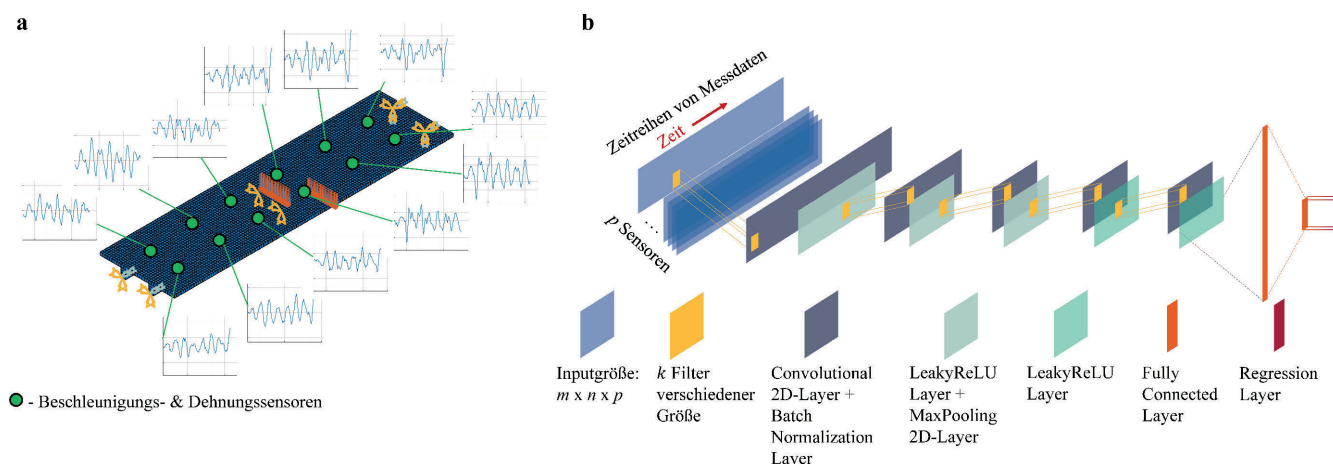 a
- Beschleunigungs- & Dehnungssensoren
b
Zeitreihen von Messdaten
Zeit
...
p Sensoren
Inputgröße:
m x n x p
k Filter
verschiedener
Größe
Convolutional
2D-Layer +
Batch
Normalization
Layer
LeakyReLU
Layer +
MaxPooling
2D-Layer
LeakyReLU
Layer
Fully
Connected
Layer
Regression
Layer